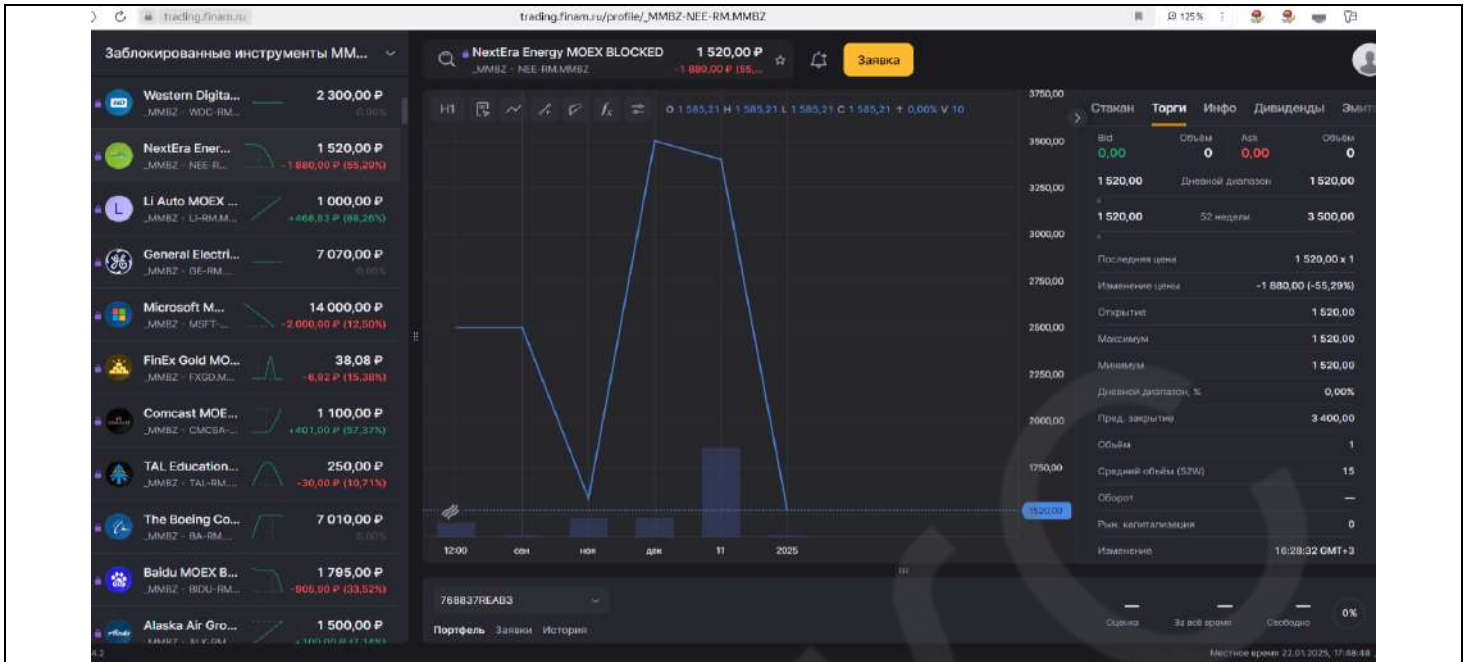 trading.finam.ru
trading.finam.ru/profile/_MMBZ-NEE-RM.MMBZ
125%
Заблокированные инструменты MM...
NextEra Energy MOEX BLOCKED
_MMBZ - NEE-RM.MMBZ
1 520,00 ₽
-1 880,00 ₽ (55,...
Заявка
Western Digita...
2 300,00 ₽
_MMBZ - WDC-RM...
0,00%
NextEra Ener...
1 520,00 ₽
_MMBZ - NEE-R...
-1 880,00 ₽ (55,29%)
Li Auto MOEX ...
1 000,00 ₽
_MMBZ - LI-RM.M...
+468,83 ₽ (88,26%)
General Electri...
7 070,00 ₽
_MMBZ - GE-RM....
0,00%
Microsoft M...
14 000,00 ₽
_MMBZ - MSFT-...
-2 000,00 ₽ (12,50%)
FinEx Gold MO...
38,08 ₽
_MMBZ - FXGD.M...
-6,92 ₽ (15,38%)
Comcast MOE...
1 100,00 ₽
_MMBZ - CMCSA-...
+401,00 ₽ (57,37%)
TAL Education...
250,00 ₽
_MMBZ - TAL-RM....
-30,00 ₽ (10,71%)
The Boeing Co...
7 010,00 ₽
_MMBZ - BA-RM....
0,00%
Baidu MOEX B...
1 795,00 ₽
_MMBZ - BIDU-RM...
-905,00 ₽ (33,52%)
Alaska Air Gro...
1 500,00 ₽
H1
O 1 585,21 H 1 585,21 L 1 585,21 C 1 585,21 + 0,00% V 10
3750,00
3500,00
3250,00
3000,00
2750,00
2500,00
2250,00
2000,00
1750,00
1520,00
12:00 сен ноя дек 11 2025
768837REAB3
Портфель Заявки История
Стакан Торги Инфо Дивиденды Эмит
Bid Объём Ask Объём
0,00 0 0,00 0
1 520,00 Дневной диапазон 1 520,00
1 520,00 52 недели 3 500,00
Последняя цена 1 520,00 x 1
Изменение цены -1 880,00 (-55,29%)
Открытие 1 520,00
Максимум 1 520,00
Минимум 1 520,00
Дневной диапазон, % 0,00%
Пред. закрытие 3 400,00
Объём 1
Средний объём (52W) 15
Оборот —
Рын. капитализация 0
Изменение 16:28:32 GMT+3
— — — 0%
Оценка За всё время Свободно
Местное время 22.01.2025, 17:48:48